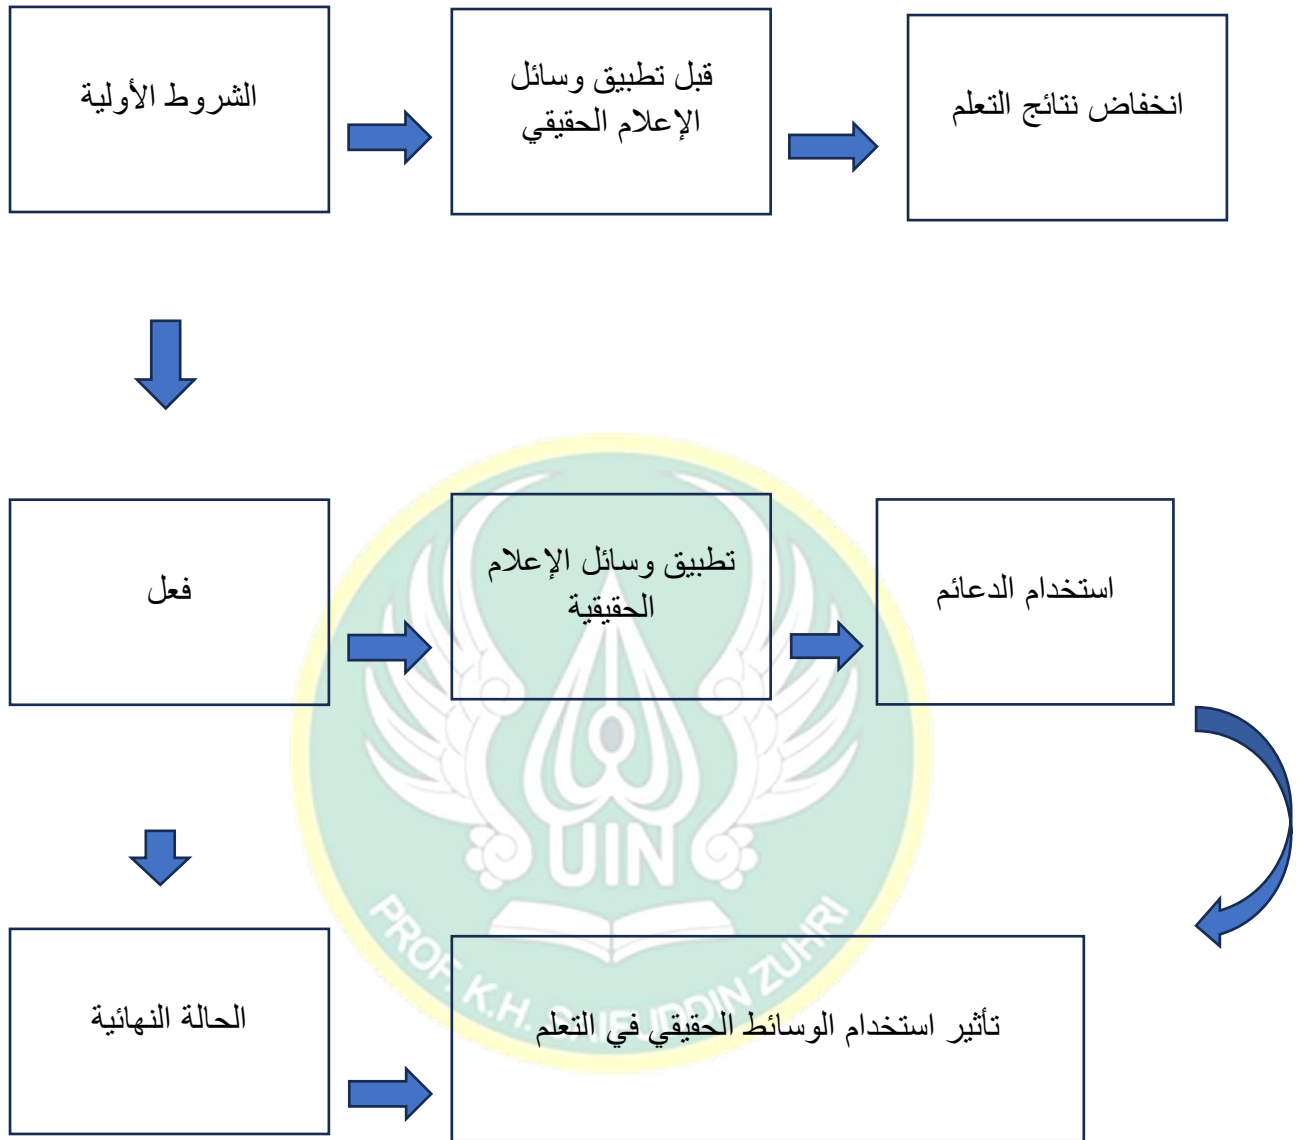 الشروط الأولية
قبل تطبيق وسائل
الإعلام الحقيقي
انخفاض نتائج التعلم
فعل
تطبيق وسائل الإعلام
الحقيقية
استخدام الدعائم
الحالة النهائية
تأثير استخدام الوسائط الحقيقي في التعلم
UIN
PROF. K.H. SAIFUDDIN ZUHRI